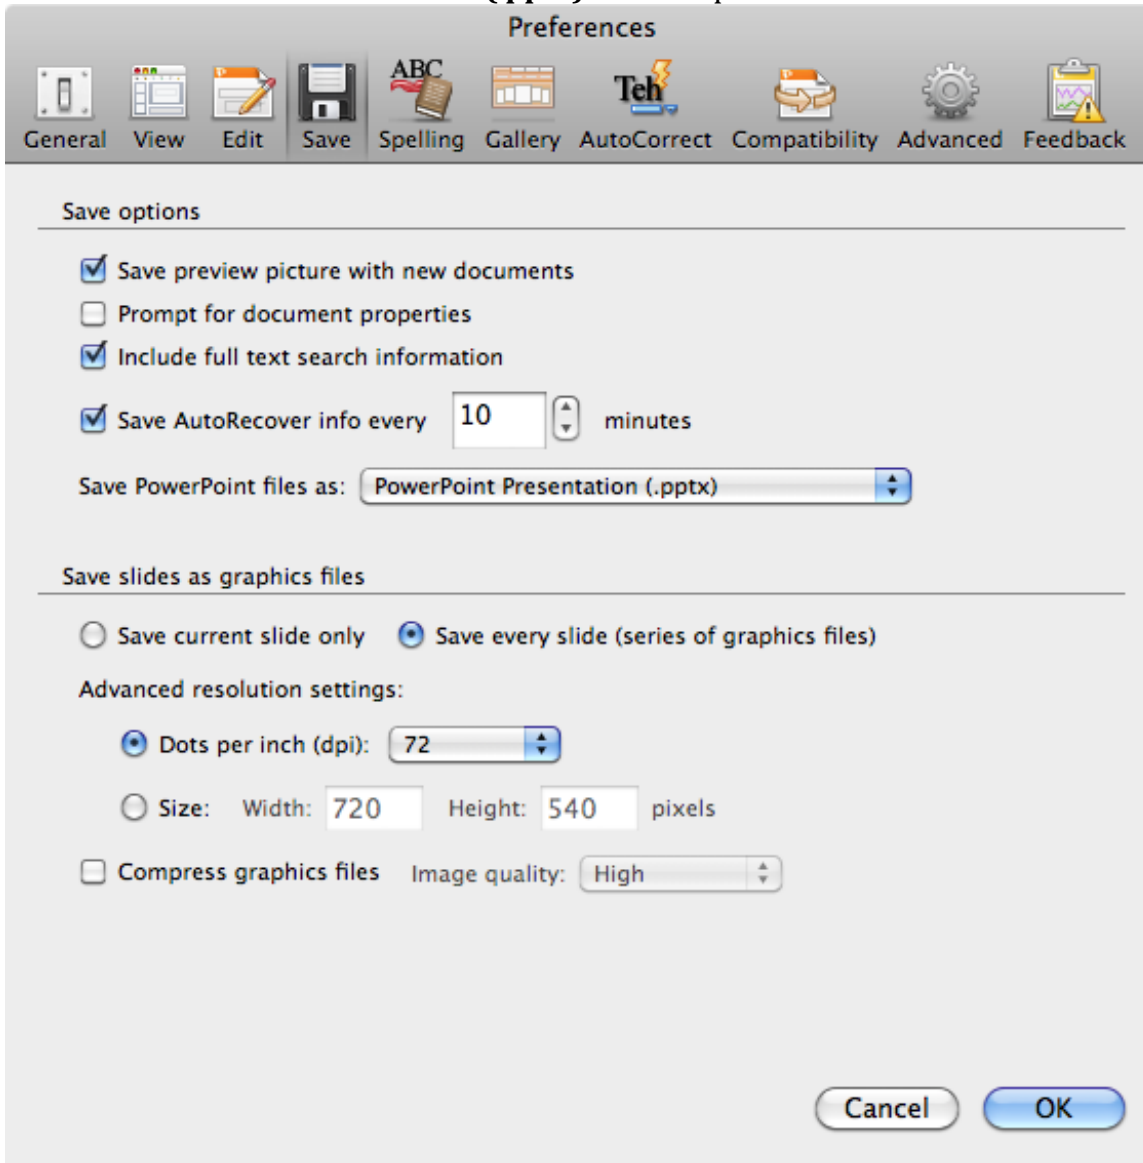 Preferences
ABC
Teh
General View Edit Save Spelling Gallery AutoCorrect Compatibility Advanced Feedback
Save options
Save preview picture with new documents
Prompt for document properties
Include full text search information
Save AutoRecover info every 10 minutes
Save PowerPoint files as: PowerPoint Presentation (.pptx)
Save slides as graphics files
Save current slide only Save every slide (series of graphics files)
Advanced resolution settings:
Dots per inch (dpi): 72
Size: Width: 720 Height: 540 pixels
Compress graphics files Image quality: High
Cancel OK